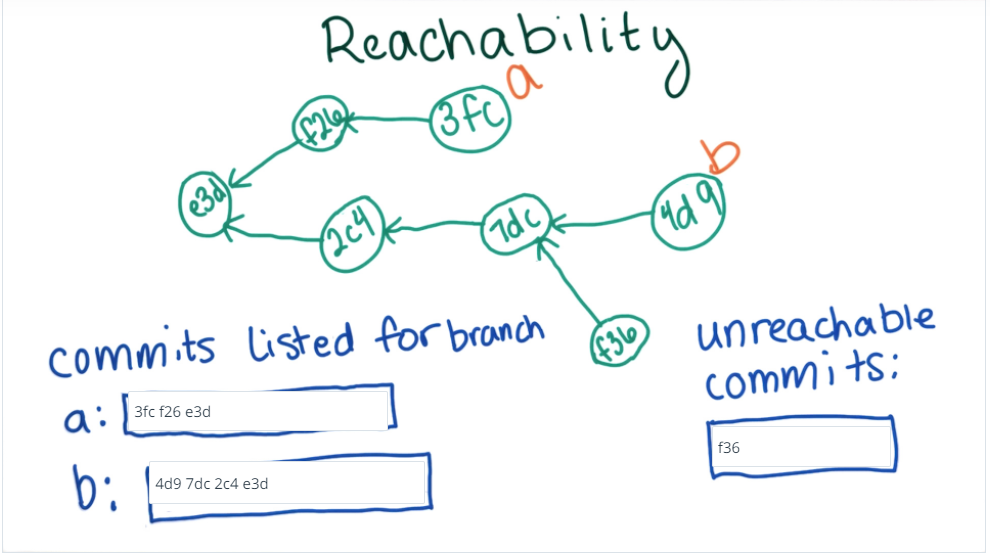 Reachability
a
f26
3fc
b
e3d
2c4
7dc
4d9
f36
commits listed for branch
a:
3fc f26 e3d
b:
4d9 7dc 2c4 e3d
unreachable
commits:
f36